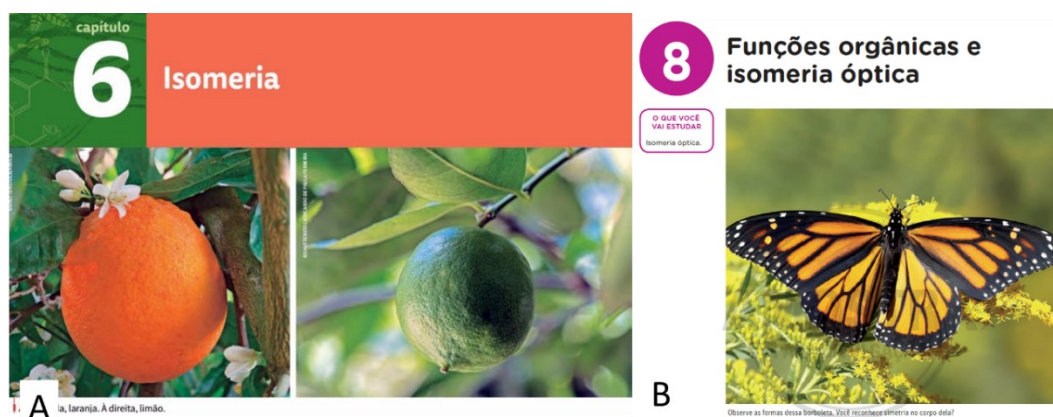 capítulo
6
Isomeria
A
la, laranja. À direita, limão.
8
Funções orgânicas e
isomeria óptica
O QUE VOCÊ
VAI ESTUDAR
Isomeria óptica.
B
Observe as formas dessa borboleta. Você reconhece simetria no corpo dela?